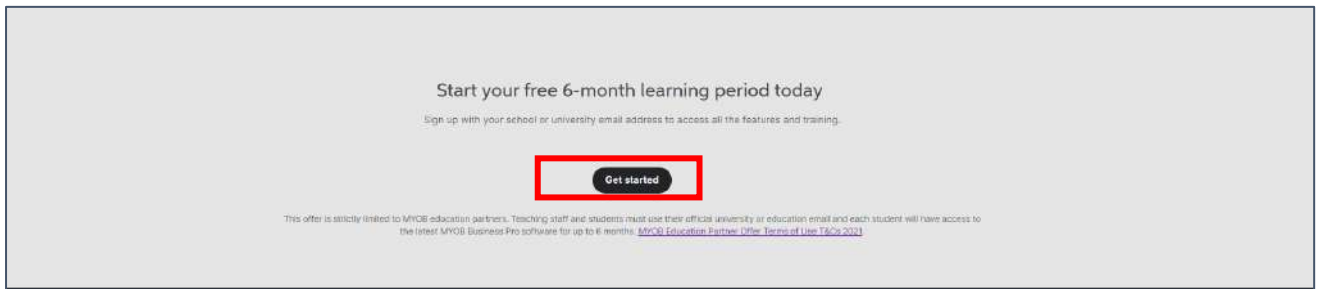 Start your free 6-month learning period today
Sign up with your school or university email address to access all the features and training.
Get started
This offer is strictly limited to MYOB education partners. Teaching staff and students must use their official university or education email and each student will have access to
the latest MYOB Business Pro software for up to 6 months. MYOB Education Partner Offer Terms of Use T&Cs 2021